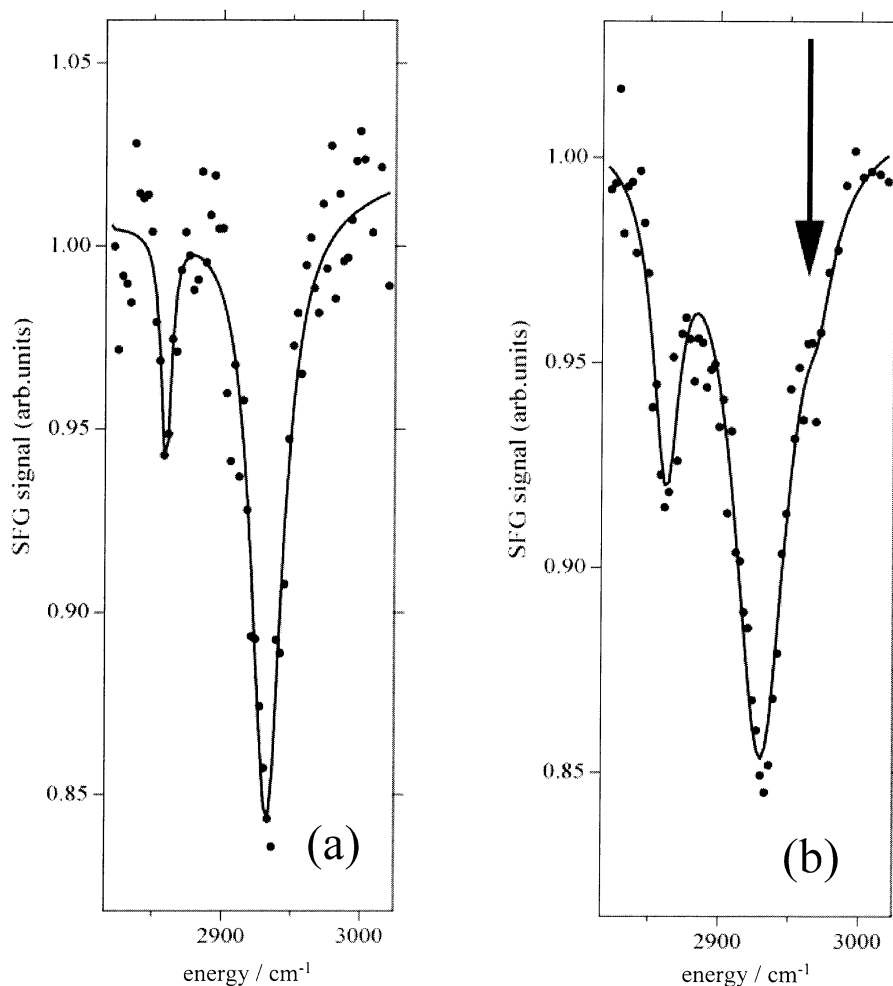 1.05
1.00
0.95
0.90
0.85
SFG signal (arb.units)
(a)
2900
3000
energy / cm-1
1.00
0.95
0.90
0.85
SFG signal (arb.units)
(b)
2900
3000
energy / cm-1